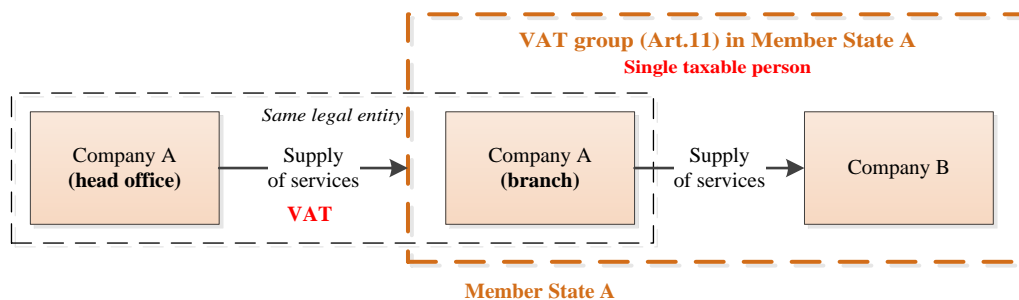 VAT group (Art.11) in Member State A
Single taxable person
Same legal entity
Company A
(head office)
Supply
of services
VAT
Company A
(branch)
Supply
of services
Company B
Member State A